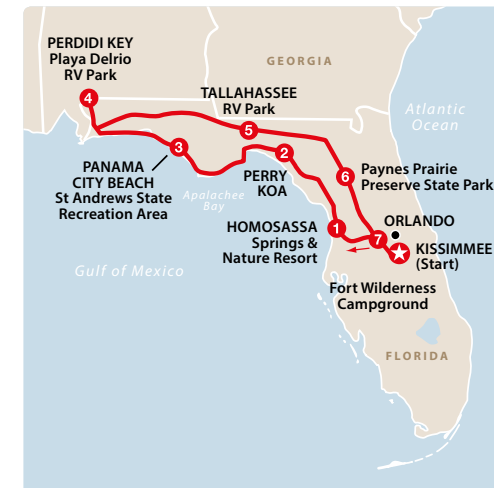 PERDIDI KEY
Playa Delrio
RV Park
GEORGIA
4
TALLAHASSEE
RV Park
Atlantic
Ocean
5
3
2
PANAMA
CITY BEACH
St Andrews State
Recreation Area
PERRY
KOA
6
Paynes Prairie
Preserve State Park
Apalachee
Bay
HOMOSASSA
Springs &
Nature Resort
1
ORLANDO
7
KISSIMMEE
(Start)
Gulf of Mexico
Fort Wilderness
Campground
FLORIDA